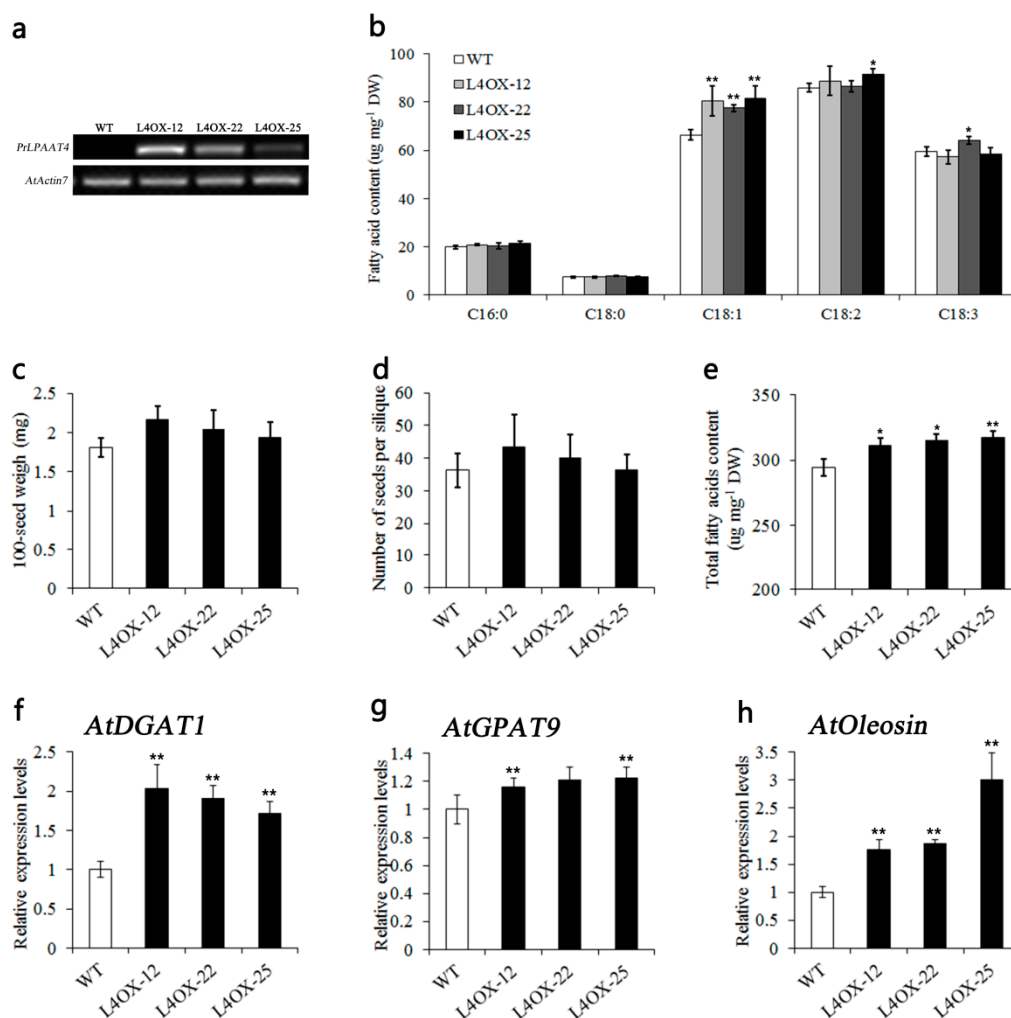 a
WT L4OX-12 L4OX-22 L4OX-25
PrLPAAT4
AtActin7
b
Fatty acid content (ug mg-1 DW)
100
80
60
40
20
0
WT
L4OX-12
L4OX-22
L4OX-25
** ** **
*
*
C16:0 C18:0 C18:1 C18:2 C18:3
c
100-seed weigh (mg)
2.5
2
1.5
1
0.5
0
WT L4OX-12 L4OX-22 L4OX-25
d
Number of seeds per silique
60
50
40
30
20
10
0
WT L4OX-12 L4OX-22 L4OX-25
e
Total fatty acids content
(ug mg-1 DW)
350
300
250
200
* * **
WT L4OX-12 L4OX-22 L4OX-25
f
AtDGAT1
Relative expression levels
2.5
2
1.5
1
0.5
0
** ** **
WT L4OX-12 L4OX-22 L4OX-25
g
AtGPAT9
Relative expression levels
1.4
1.2
1
0.8
0.6
0.4
0.2
0
** **
WT L4OX-12 L4OX-22 L4OX-25
h
AtOleosin
Relative expression levels
3.5
3
2.5
2
1.5
1
0.5
0
** ** **
WT L4OX-12 L4OX-22 L4OX-25